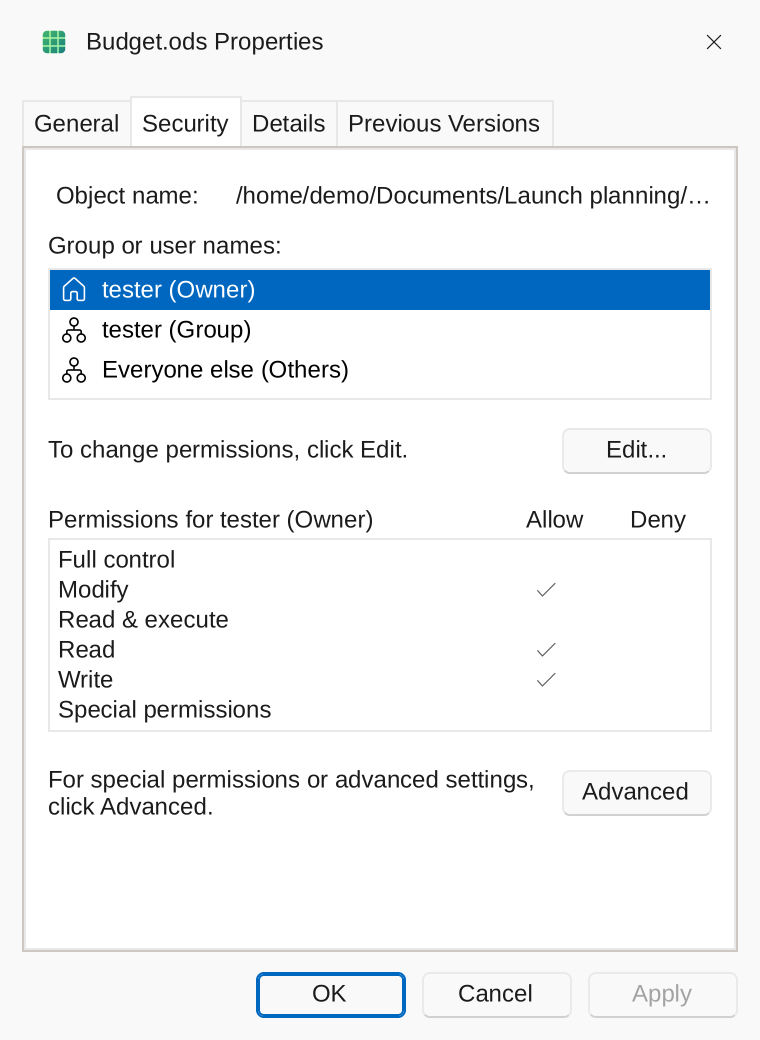 Budget.ods Properties
General Security Details Previous Versions
Object name: /home/demo/Documents/Launch planning/…
Group or user names:
tester (Owner)
tester (Group)
Everyone else (Others)
To change permissions, click Edit. Edit...
Permissions for tester (Owner) Allow Deny
Full control
Modify
Read & execute
Read
Write
Special permissions
For special permissions or advanced settings,
click Advanced. Advanced
OK Cancel Apply